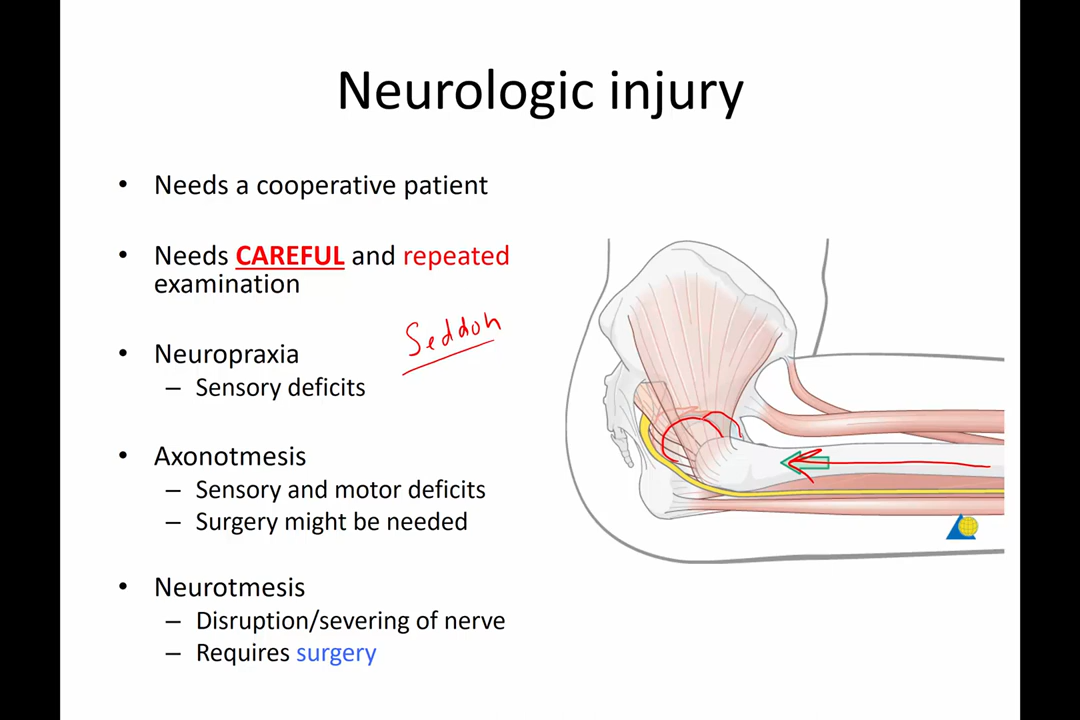 Neurologic injury
• Needs a cooperative patient
• Needs CAREFUL and repeated
examination
Seddon
• Neuropraxia
– Sensory deficits
• Axonotmesis
– Sensory and motor deficits
– Surgery might be needed
• Neurotmesis
– Disruption/severing of nerve
– Requires surgery